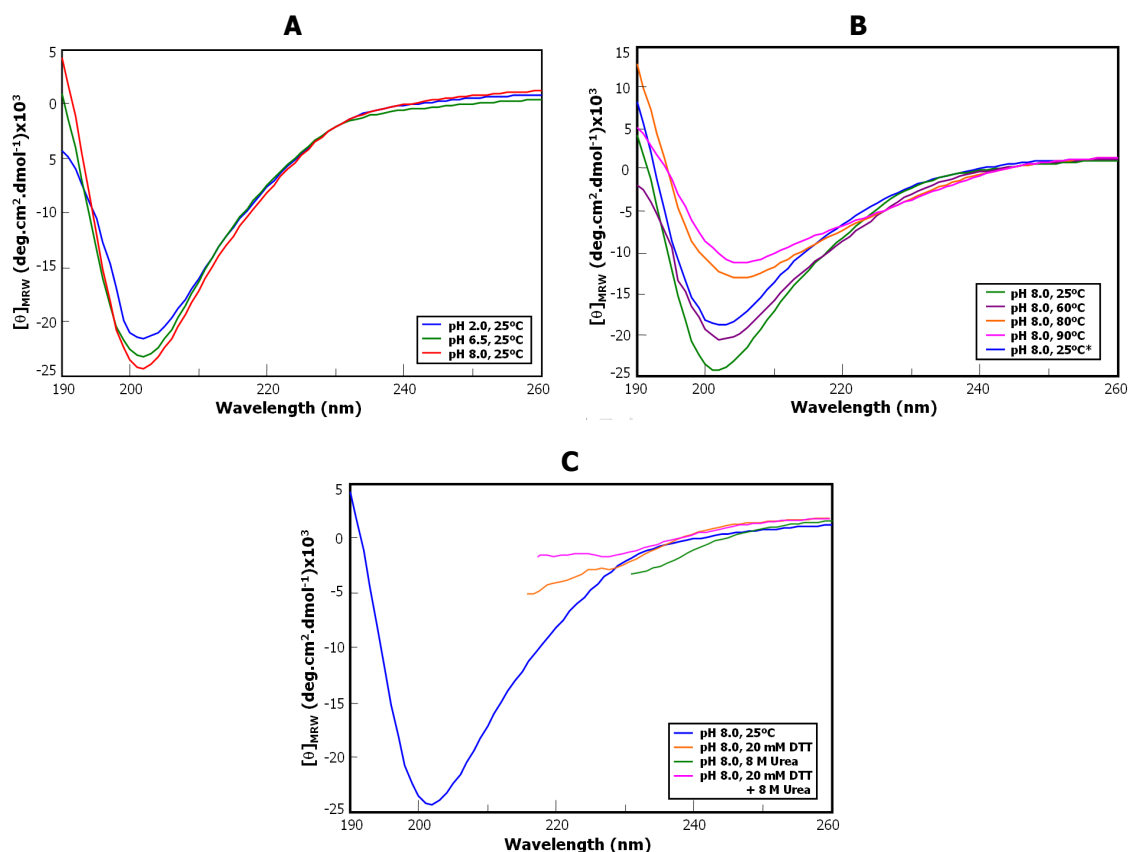 A
5
0
5
-10
-15
-20
-25
190
200
220
240
260
[θ]MRW (deg.cm².dmol⁻¹)x10³
Wavelength (nm)
pH 2.0, 25ºC
pH 6.5, 25ºC
pH 8.0, 25ºC
B
15
10
5
0
-5
-10
-15
-20
-25
190
200
220
240
260
[θ]MRW (deg.cm².dmol⁻¹)x10³
Wavelength (nm)
pH 8.0, 25ºC
pH 8.0, 60ºC
pH 8.0, 80ºC
pH 8.0, 90ºC
pH 8.0, 25ºC*
C
5
0
-5
-10
-15
-20
-25
190
200
220
240
260
[θ]MRW (deg.cm².dmol⁻¹)x10³
Wavelength (nm)
pH 8.0, 25ºC
pH 8.0, 20 mM DTT
pH 8.0, 8 M Urea
pH 8.0, 20 mM DTT
+ 8 M Urea